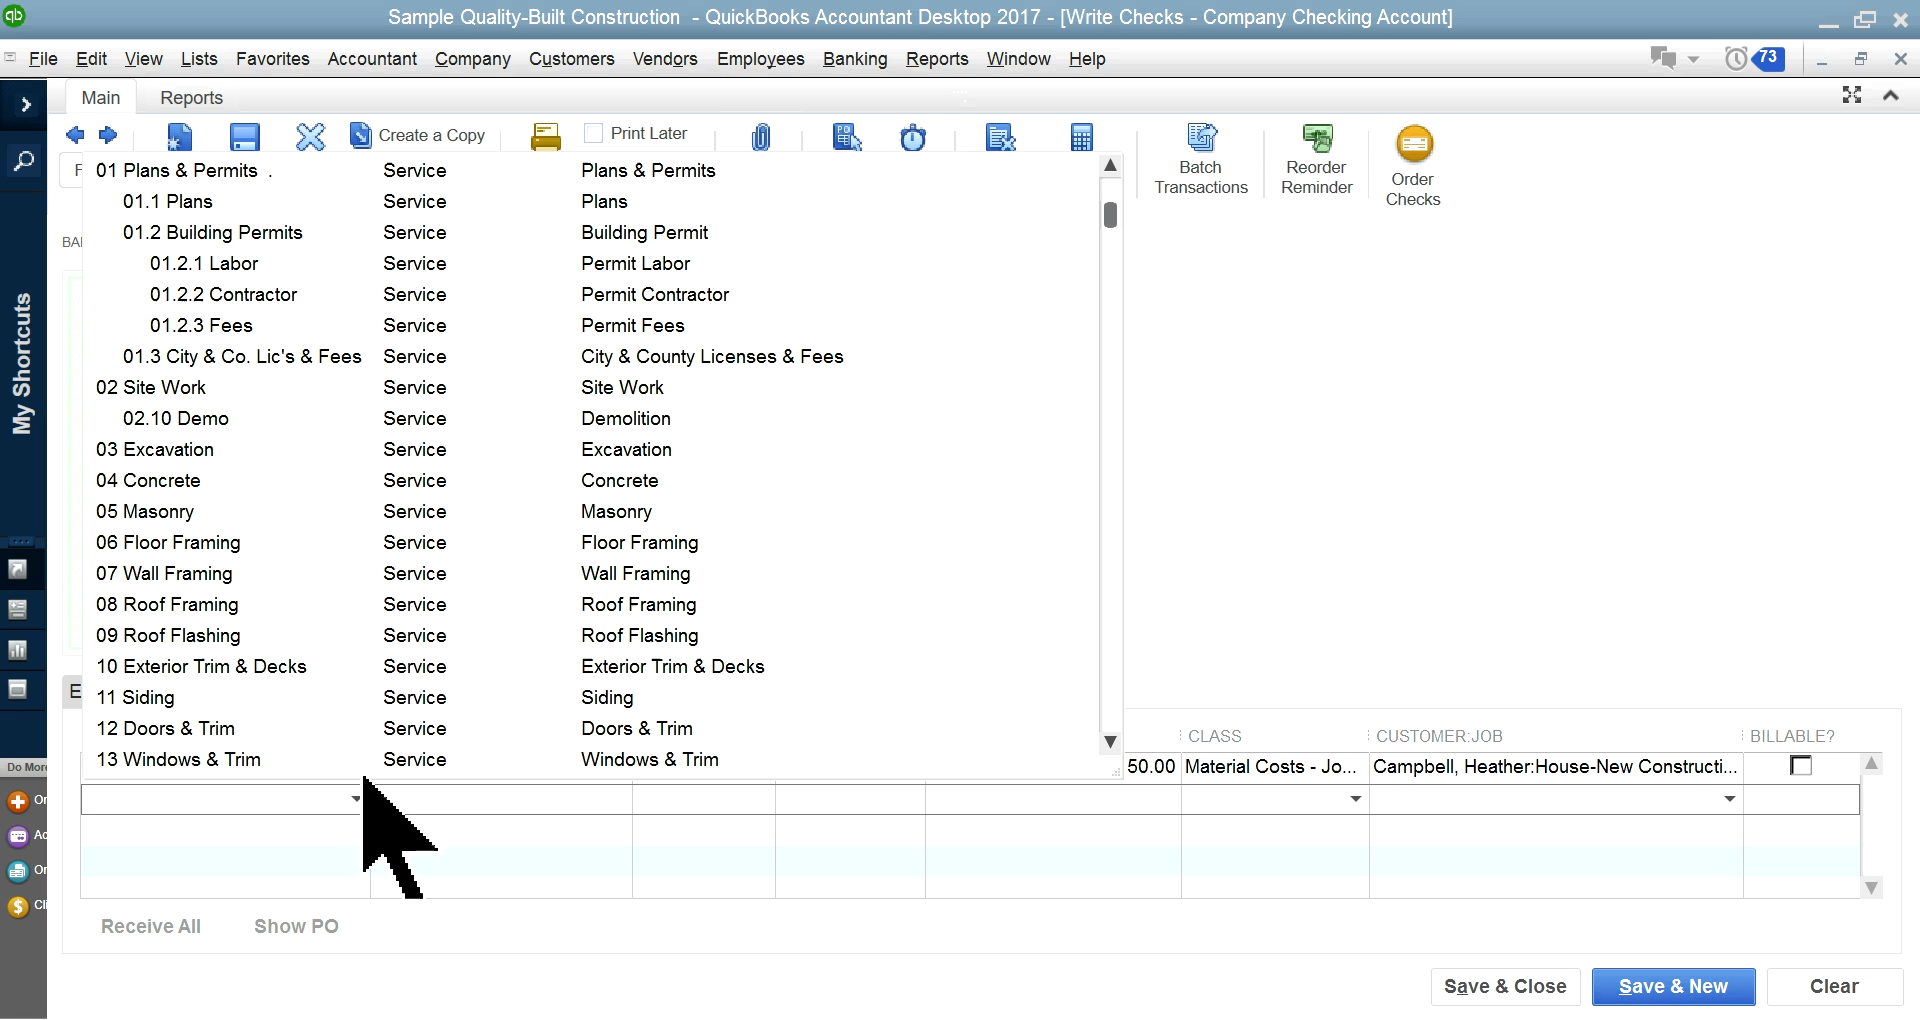 qb
Sample Quality-Built Construction - QuickBooks Accountant Desktop 2017 - [Write Checks - Company Checking Account]
File Edit View Lists Favorites Accountant Company Customers Vendors Employees Banking Reports Window Help
73
Main Reports
Create a Copy Print Later
Batch Transactions
Reorder Reminder
Order Checks
BA
My Shortcuts
01 Plans & Permits . Service Plans & Permits
01.1 Plans Service Plans
01.2 Building Permits Service Building Permit
01.2.1 Labor Service Permit Labor
01.2.2 Contractor Service Permit Contractor
01.2.3 Fees Service Permit Fees
01.3 City & Co. Lic's & Fees Service City & County Licenses & Fees
02 Site Work Service Site Work
02.10 Demo Service Demolition
03 Excavation Service Excavation
04 Concrete Service Concrete
05 Masonry Service Masonry
06 Floor Framing Service Floor Framing
07 Wall Framing Service Wall Framing
08 Roof Framing Service Roof Framing
09 Roof Flashing Service Roof Flashing
10 Exterior Trim & Decks Service Exterior Trim & Decks
11 Siding Service Siding
12 Doors & Trim Service Doors & Trim
13 Windows & Trim Service Windows & Trim
E
CLASS CUSTOMER:JOB BILLABLE?
50.00 Material Costs - Jo... Campbell, Heather:House-New Constructi...
Do More
Receive All Show PO
Save & Close Save & New Clear